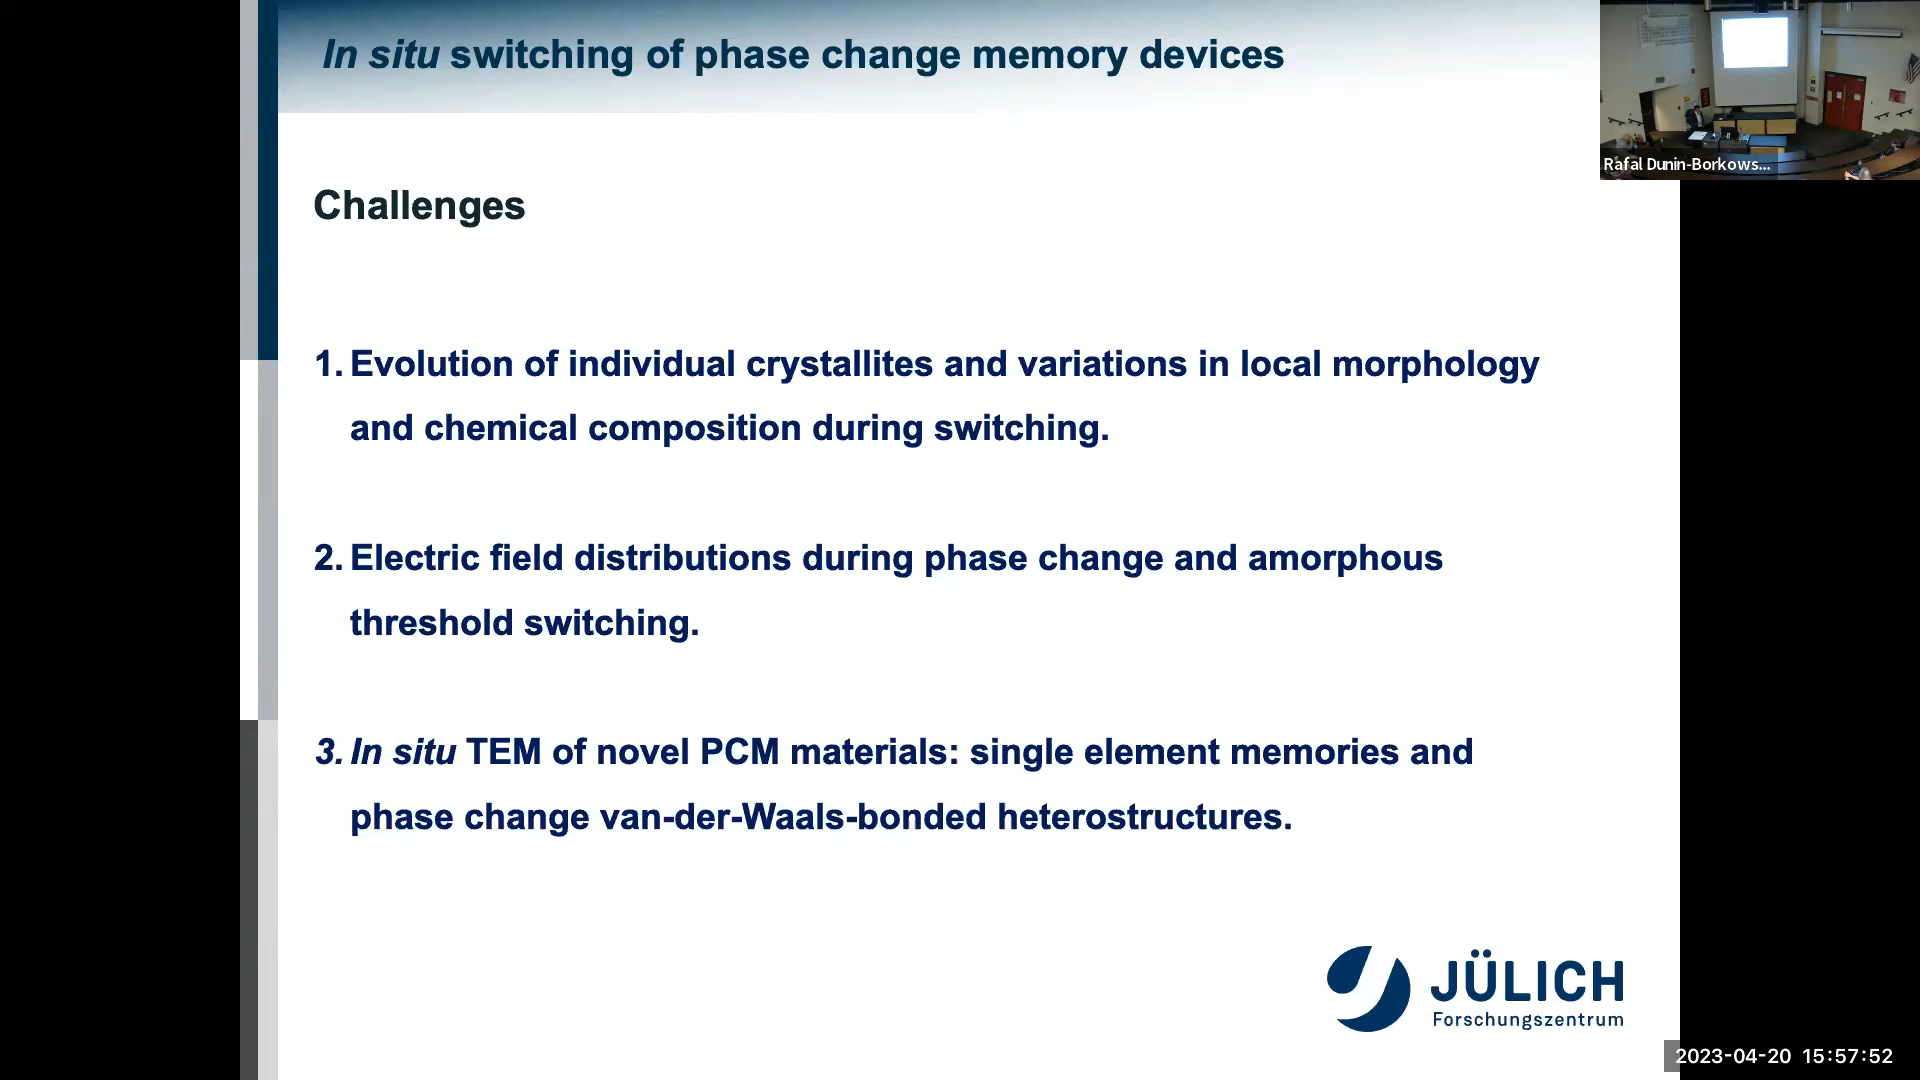 In situ switching of phase change memory devices
Rafal Dunin-Borkows...
Challenges
1. Evolution of individual crystallites and variations in local morphology
and chemical composition during switching.
2. Electric field distributions during phase change and amorphous
threshold switching.
3. In situ TEM of novel PCM materials: single element memories and
phase change van-der-Waals-bonded heterostructures.
JÜLICH
Forschungszentrum
2023-04-20 15:57:52